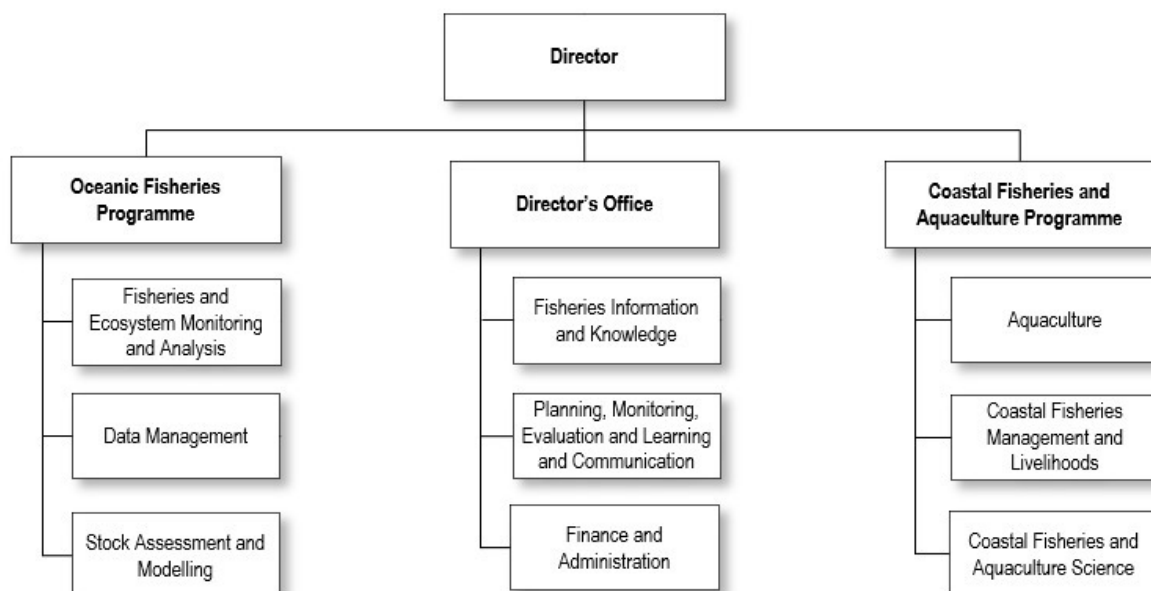 Director
Oceanic Fisheries
Programme
Director's Office
Coastal Fisheries and
Aquaculture Programme
Fisheries and
Ecosystem Monitoring
and Analysis
Data Management
Stock Assessment and
Modelling
Fisheries Information
and Knowledge
Planning, Monitoring,
Evaluation and Learning
and Communication
Finance and
Administration
Aquaculture
Coastal Fisheries
Management and
Livelihoods
Coastal Fisheries and
Aquaculture Science